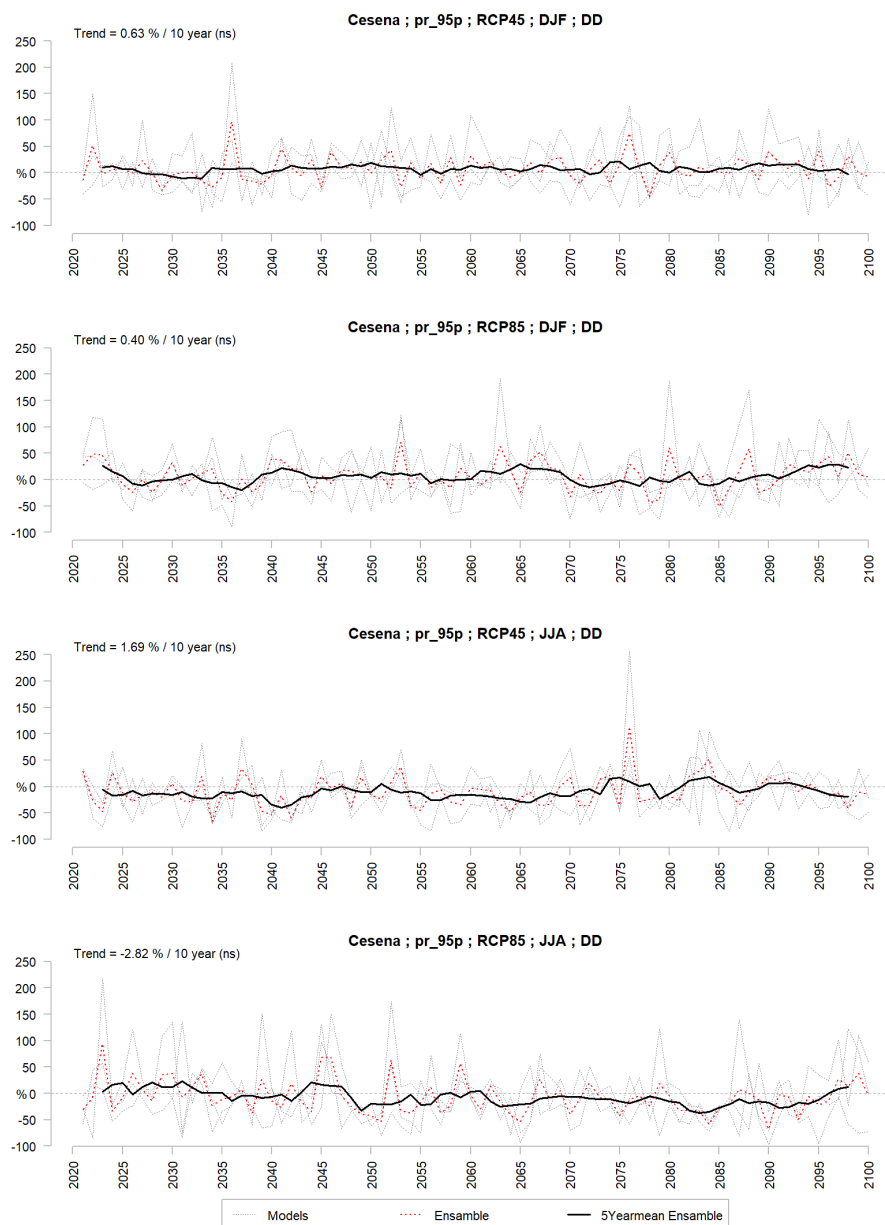 Cesena ; pr_95p ; RCP45 ; DJF ; DD
Trend = 0.63 % / 10 year (ns)
250
200
150
100
50
% 0
-50
-100
2020 2025 2030 2035 2040 2045 2050 2055 2060 2065 2070 2075 2080 2085 2090 2095 2100
Cesena ; pr_95p ; RCP85 ; DJF ; DD
Trend = 0.40 % / 10 year (ns)
250
200
150
100
50
% 0
-50
-100
2020 2025 2030 2035 2040 2045 2050 2055 2060 2065 2070 2075 2080 2085 2090 2095 2100
Cesena ; pr_95p ; RCP45 ; JJA ; DD
Trend = 1.69 % / 10 year (ns)
250
200
150
100
50
% 0
-50
-100
2020 2025 2030 2035 2040 2045 2050 2055 2060 2065 2070 2075 2080 2085 2090 2095 2100
Cesena ; pr_95p ; RCP85 ; JJA ; DD
Trend = -2.82 % / 10 year (ns)
250
200
150
100
50
% 0
-50
-100
2020 2025 2030 2035 2040 2045 2050 2055 2060 2065 2070 2075 2080 2085 2090 2095 2100
Models Ensamble 5Yearmean Ensamble